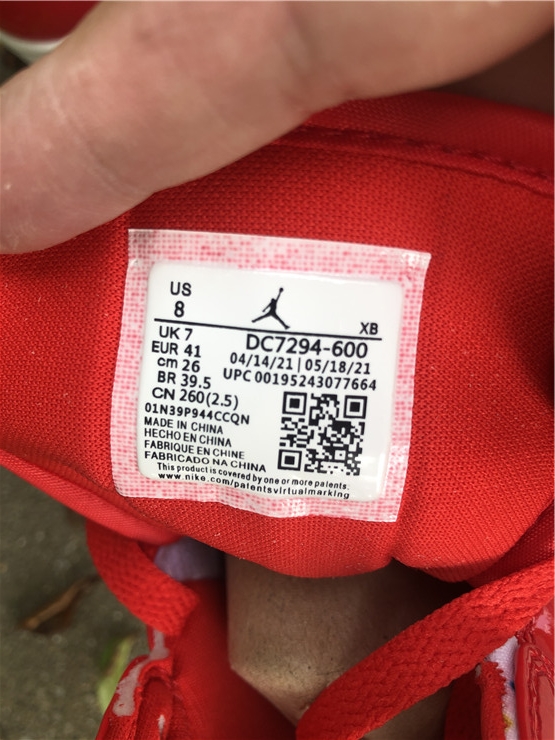 US
8
XB
UK 7
DC7294-600
EUR 41
04/14/21 | 05/18/21
cm 26
UPC 00195243077664
BR 39.5
CN 260(2.5)
01N39P944CCQN
MADE IN CHINA
HECHO EN CHINA
FABRIQUE EN CHINE
FABRICADO NA CHINA
This product is covered by one or more patents.
www.nike.com/patentsvirtualmarking